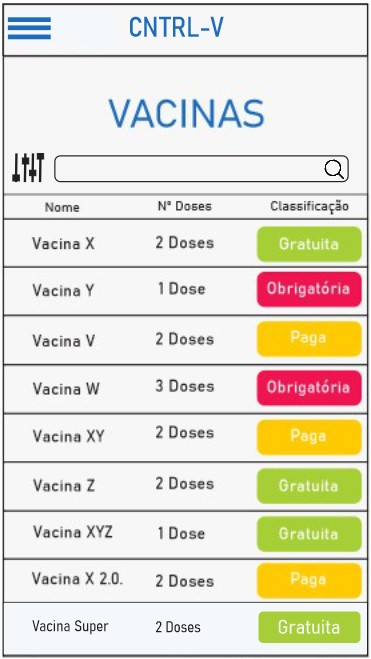 CNTRL-V
VACINAS
Nome N° Doses Classificação
Vacina X 2 Doses Gratuita
Vacina Y 1 Dose Obrigatória
Vacina V 2 Doses Paga
Vacina W 3 Doses Obrigatória
Vacina XY 2 Doses Paga
Vacina Z 2 Doses Gratuita
Vacina XYZ 1 Dose Gratuita
Vacina X 2.0. 2 Doses Paga
Vacina Super 2 Doses Gratuita